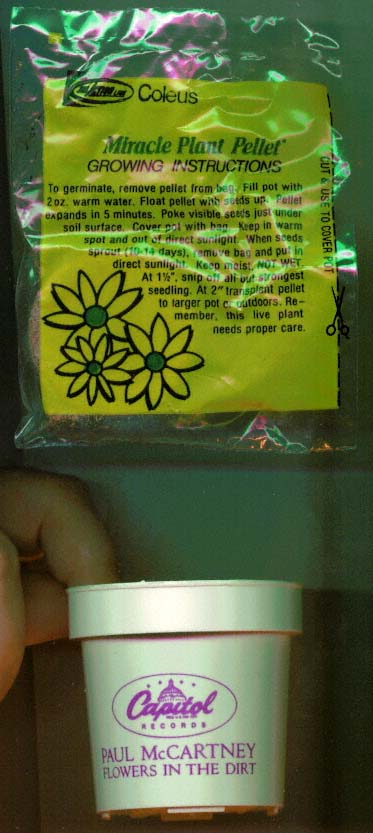 Coleus
Miracle Plant Pellet
GROWING INSTRUCTIONS
To germinate, remove pellet from bag. Fill pot with
2 oz. warm water. Float pellet with seeds up. Pellet
expands in 5 minutes. Poke visible seeds just under
soil surface. Cover pot with bag. Keep in warm
spot and out of direct sunlight. When seeds
sprout (10-14 days), remove bag and put in
direct sunlight. Keep moist, NOT WET.
At 1½", snip off all but strongest
seedling. At 2" transplant pellet
to larger pot or outdoors. Re-
member, this live plant
needs proper care.
CUT & USE TO COVER POT
Capitol
RECORDS
PAUL McCARTNEY
FLOWERS IN THE DIRT